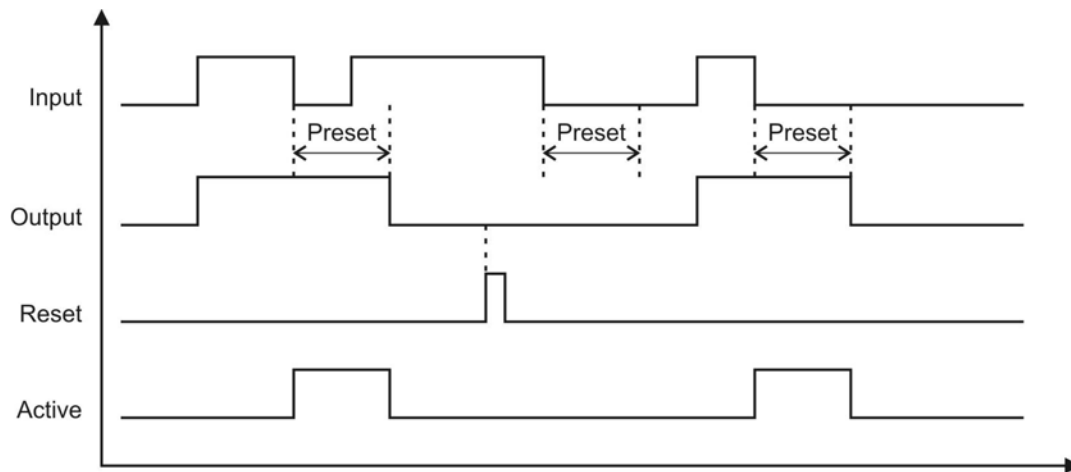 Input
Preset
Preset
Preset
Output
Reset
Active